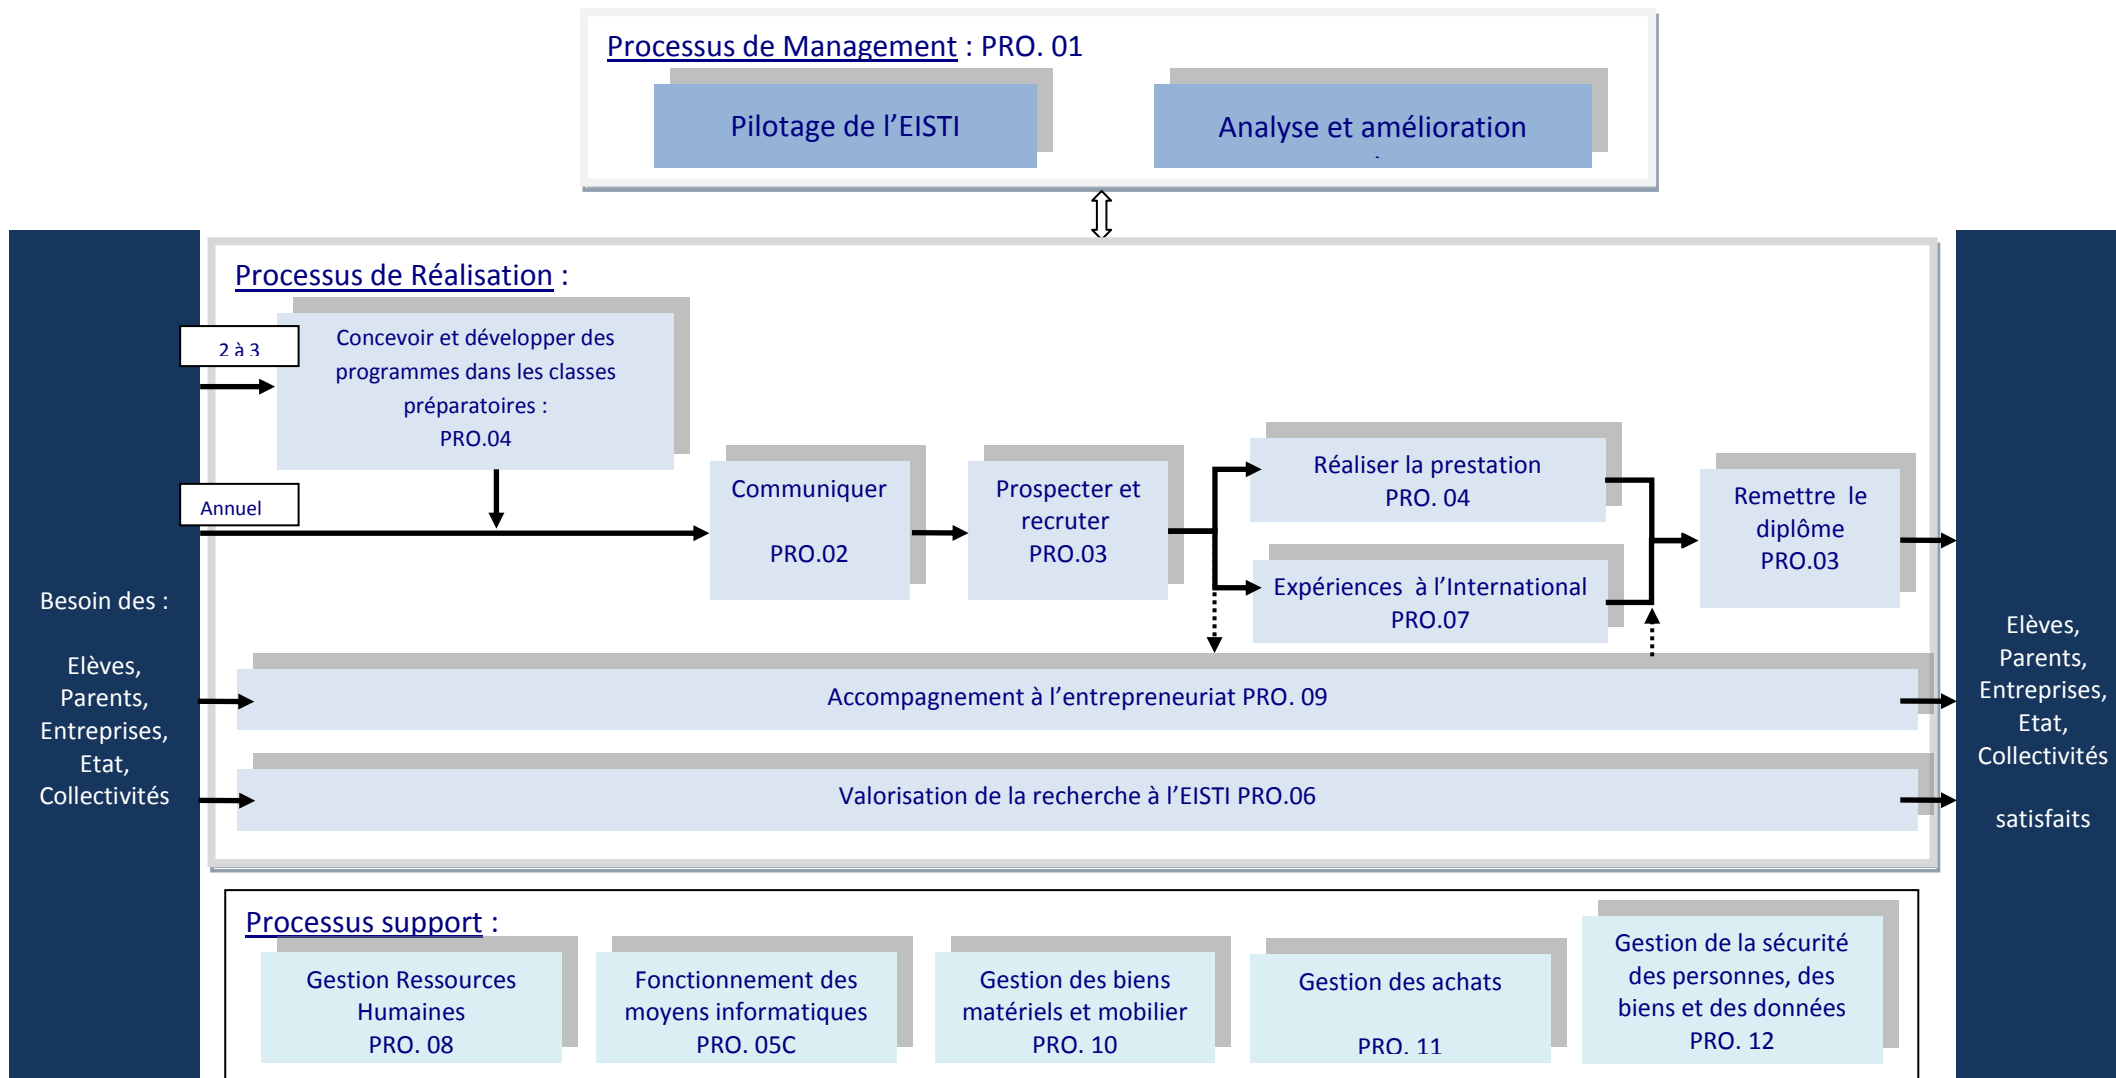 Processus de Management : PRO. 01
Pilotage de l’EISTI
Analyse et amélioration
Processus de Réalisation :
2 à 3
Concevoir et développer des
programmes dans les classes
préparatoires :
PRO.04
Annuel
Communiquer
PRO.02
Prospecter et
recruter
PRO.03
Réaliser la prestation
PRO. 04
Expériences à l’International
PRO.07
Remettre le
diplôme
PRO.03
Besoin des :
Elèves,
Parents,
Entreprises,
Etat,
Collectivités
Accompagnement à l’entrepreneuriat PRO. 09
Valorisation de la recherche à l’EISTI PRO.06
Elèves,
Parents,
Entreprises,
Etat,
Collectivités
satisfaits
Processus support :
Gestion Ressources
Humaines
PRO. 08
Fonctionnement des
moyens informatiques
PRO. 05C
Gestion des biens
matériels et mobilier
PRO. 10
Gestion des achats
PRO. 11
Gestion de la sécurité
des personnes, des
biens et des données
PRO. 12